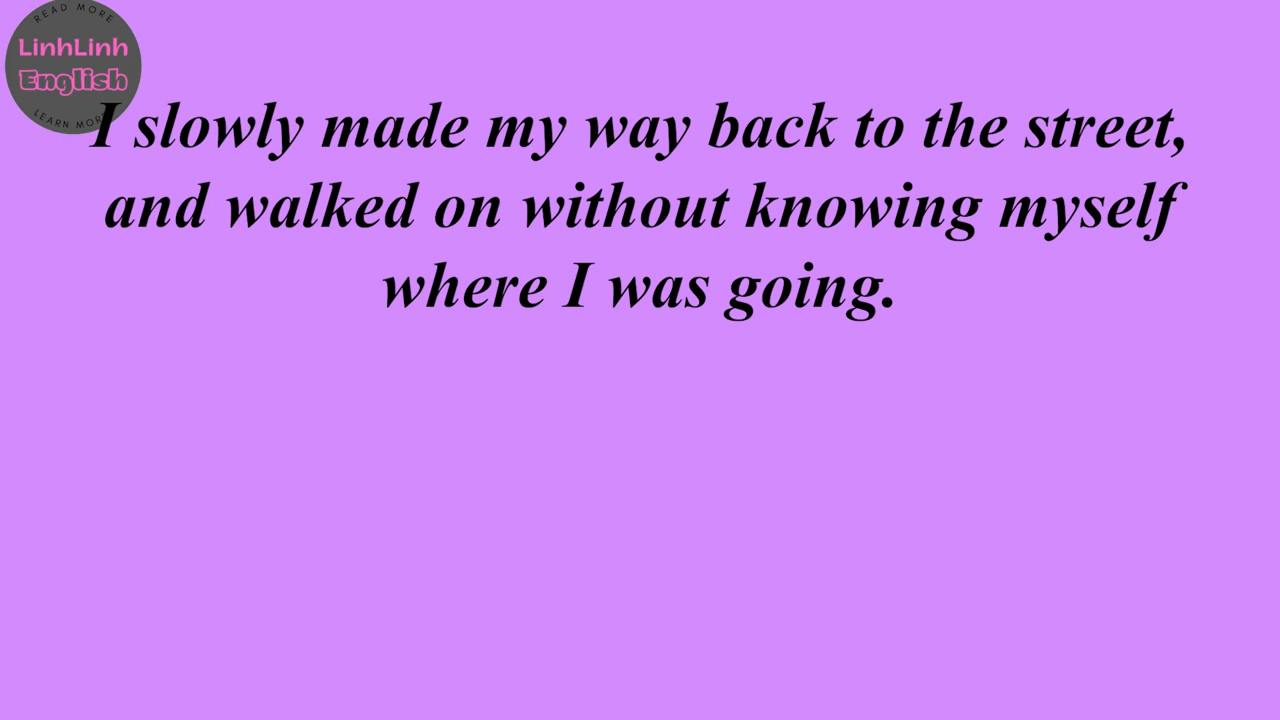 READ MORE
LinhLinh
English
LEARN MORE
I slowly made my way back to the street,
and walked on without knowing myself
where I was going.